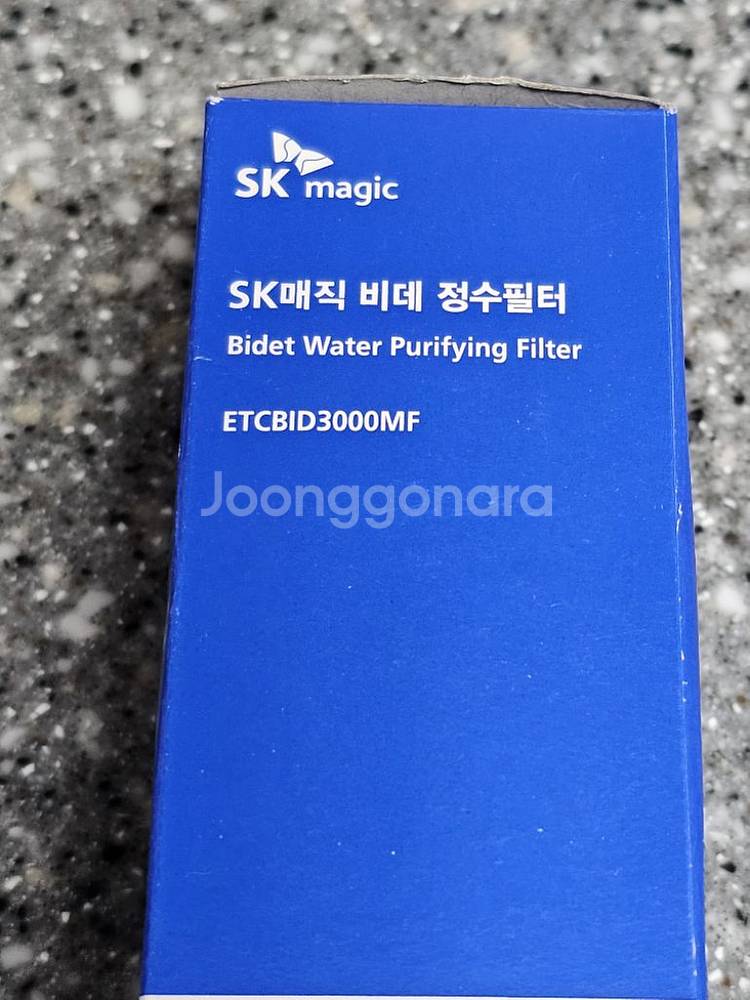 SK magic
SK매직 비데 정수필터
Bidet Water Purifying Filter
ETCBID3000MF
Joonggonara